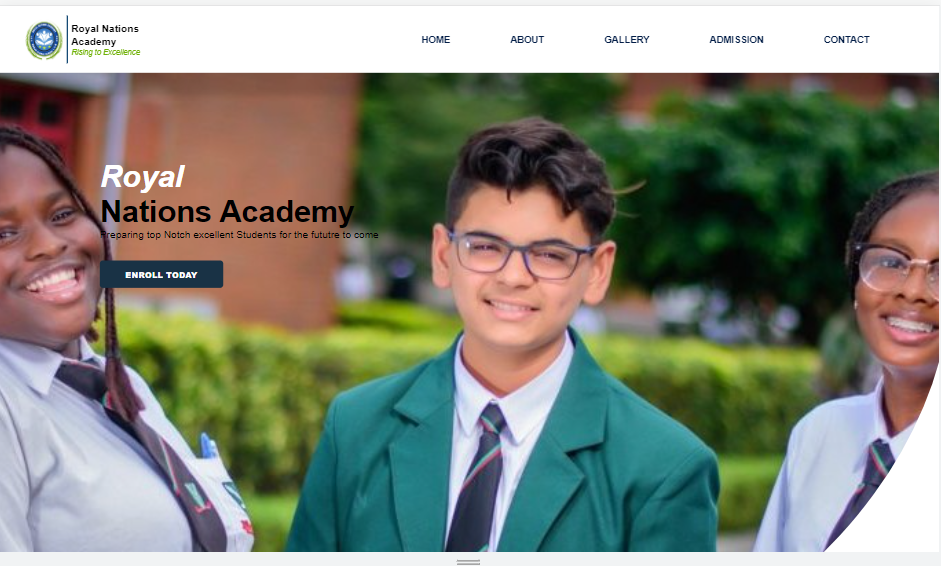 Royal Nations
Academy
Rising to Excellence
HOME
ABOUT
GALLERY
ADMISSION
CONTACT
Royal
Nations Academy
Preparing top Notch excellent Students for the fututre to come
ENROLL TODAY